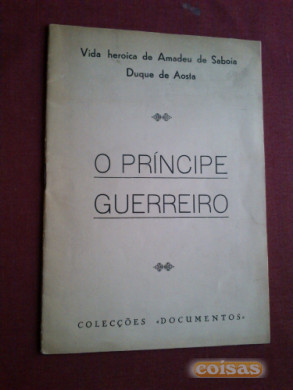 Vida heroica de Amadeu de Saboia
Duque de Aosta
O PRÍNCIPE
GUERREIRO
COLECÇÕES «DOCUMENTOS»
coisas